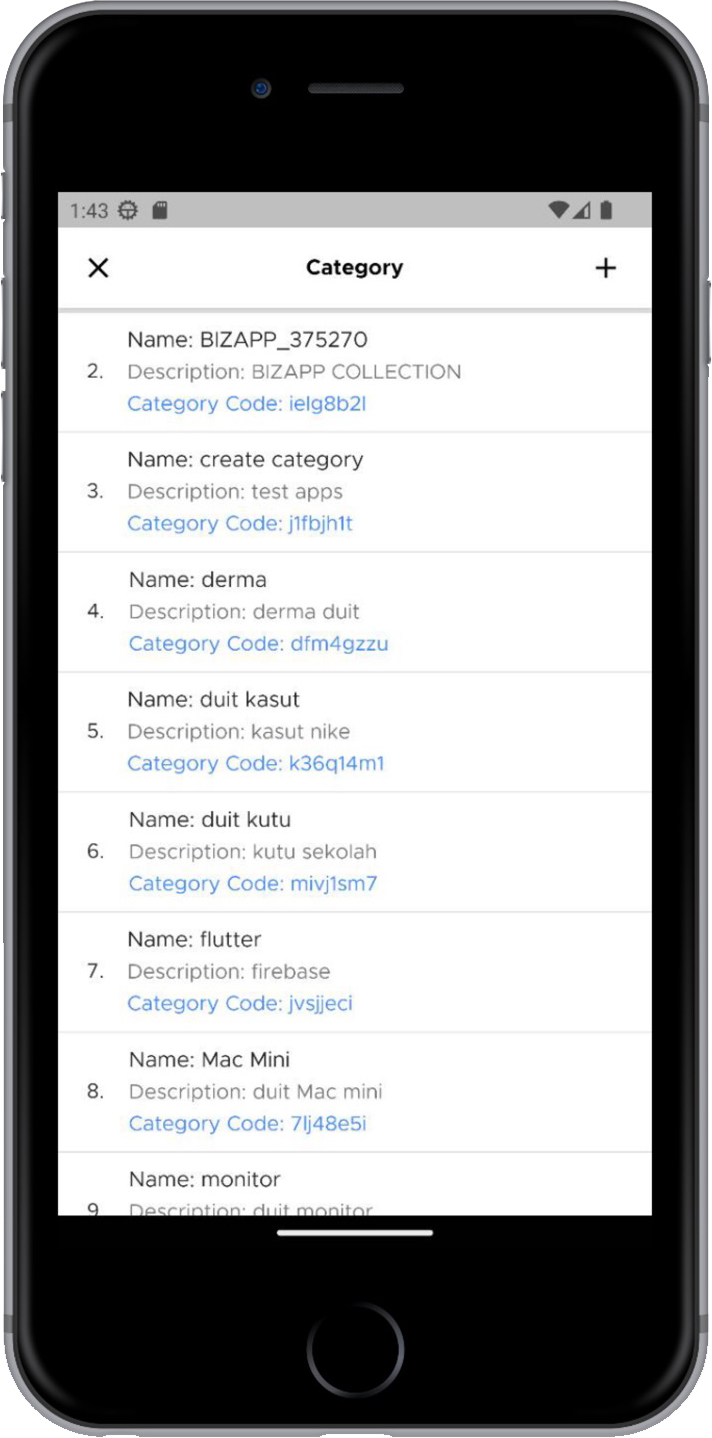 1:43
Category
Name: BIZAPP_375270
2.
Description: BIZAPP COLLECTION
Category Code: ielg8b2l
Name: create category
3.
Description: test apps
Category Code: j1fbjh1t
Name: derma
4.
Description: derma duit
Category Code: dfm4gzzu
Name: duit kasut
5.
Description: kasut nike
Category Code: k36q14m1
Name: duit kutu
6.
Description: kutu sekolah
Category Code: mivj1sm7
Name: flutter
7.
Description: firebase
Category Code: jvsjjeci
Name: Mac Mini
8.
Description: duit Mac mini
Category Code: 7lj48e5i
Name: monitor
9
Description: duit monitor